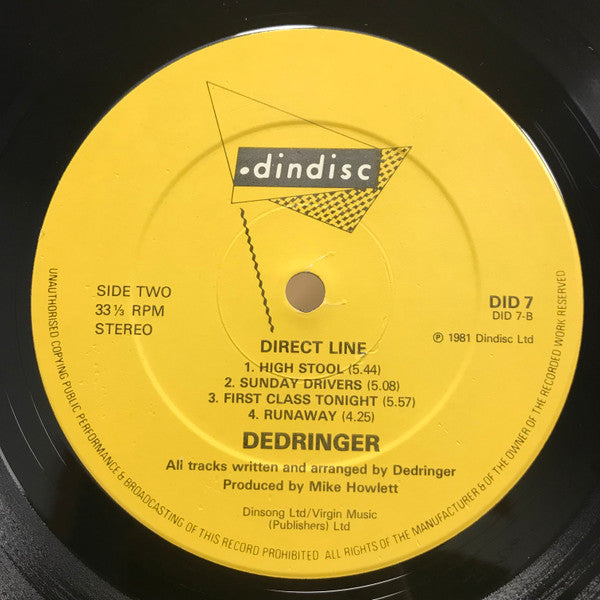 .dindisc
SIDE TWO
33 ⅓ RPM
STEREO
DID 7
DID 7-B
℗ 1981 Dindisc Ltd
DIRECT LINE
1. HIGH STOOL (5.44)
2. SUNDAY DRIVERS (5.08)
3. FIRST CLASS TONIGHT (5.57)
4. RUNAWAY (4.25)
DEDRINGER
All tracks written and arranged by Dedringer
Produced by Mike Howlett
Dinsong Ltd/Virgin Music
(Publishers) Ltd
UNAUTHORISED COPYING PUBLIC PERFORMANCE & BROADCASTING OF THIS RECORD PROHIBITED ALL RIGHTS OF THE MANUFACTURER & OF THE OWNER OF THE RECORDED WORK RESERVED